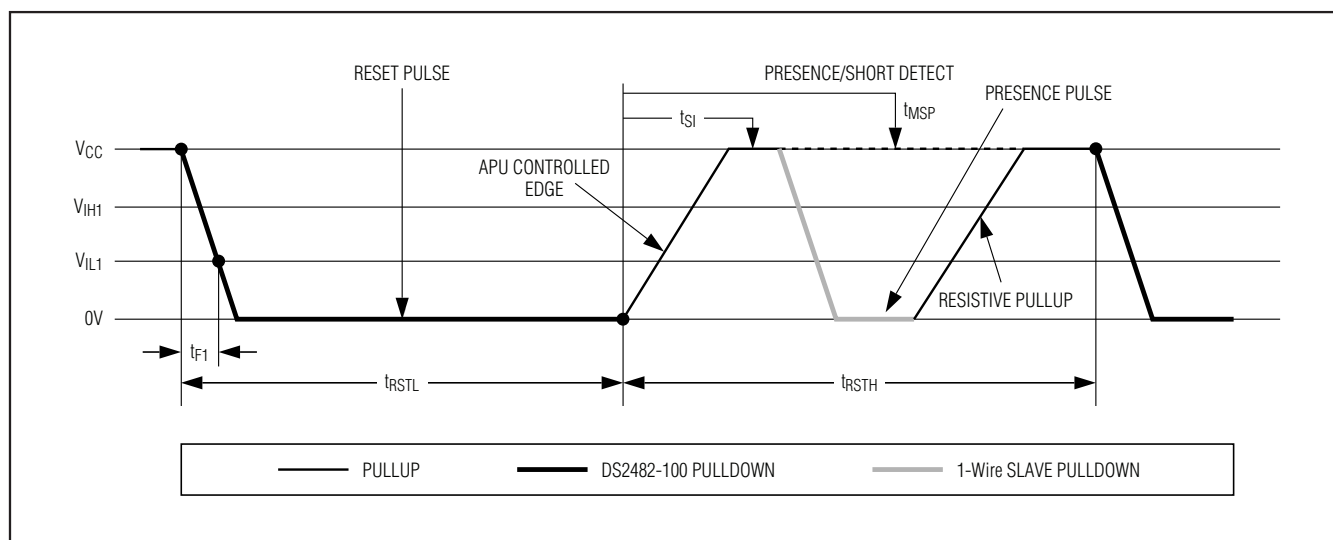 RESET PULSE
PRESENCE/SHORT DETECT
PRESENCE PULSE
tSI
tMSP
VCC
APU CONTROLLED
EDGE
VIH1
VIL1
RESISTIVE PULLUP
0V
tF1
tRSTL
tRSTH
PULLUP
DS2482-100 PULLDOWN
1-Wire SLAVE PULLDOWN